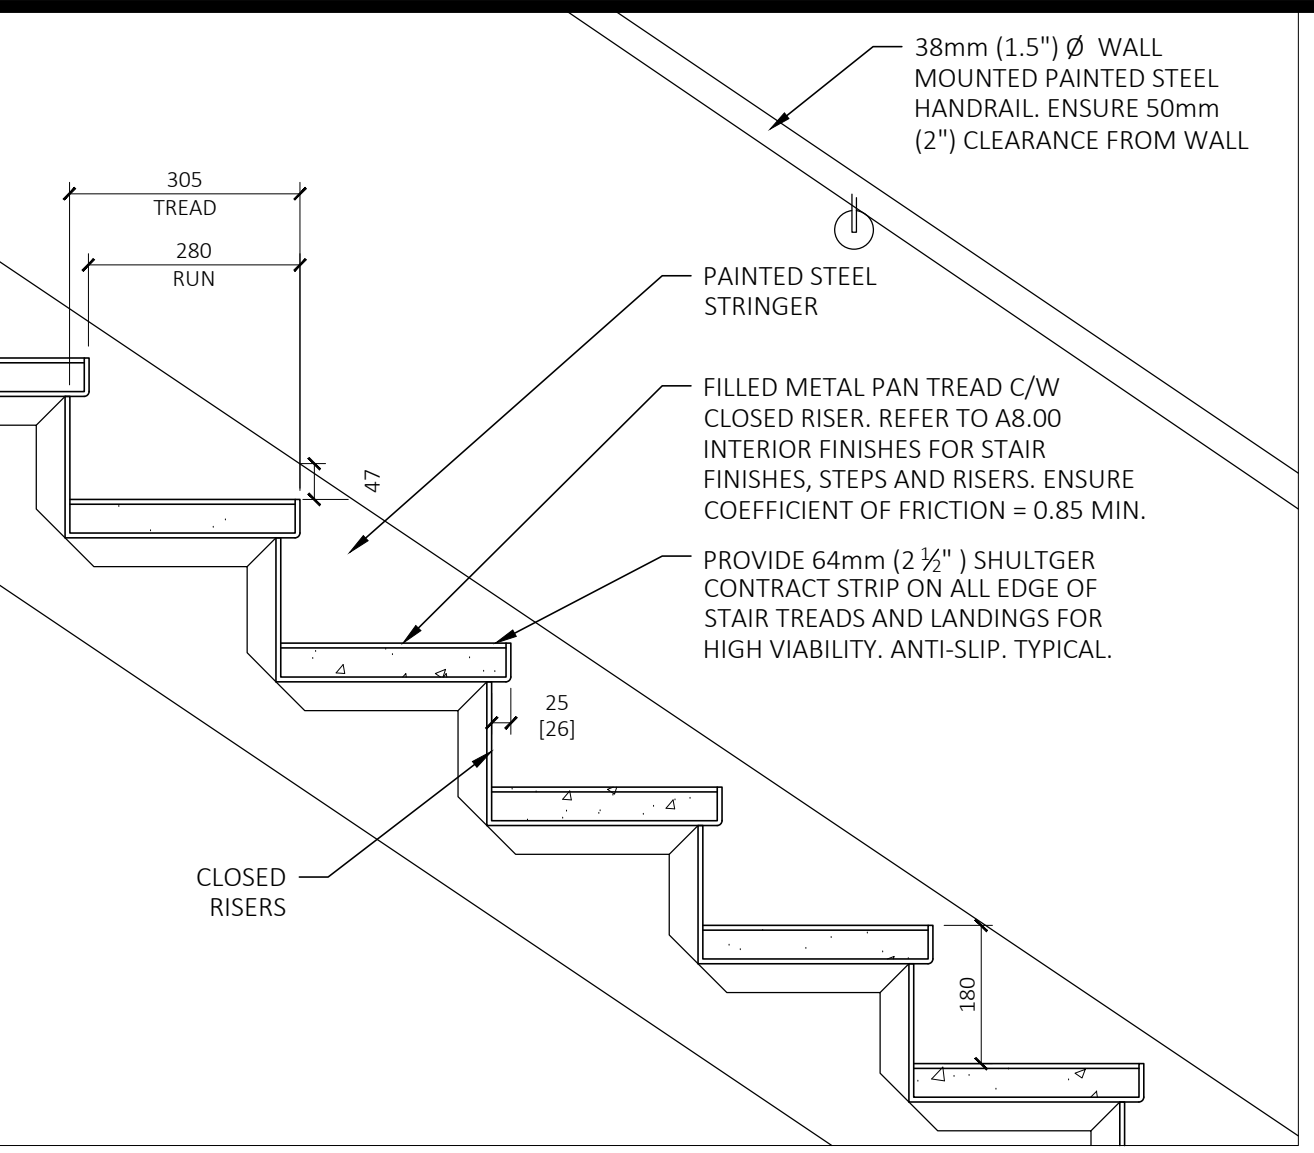 38mm (1.5") Ø WALL
MOUNTED PAINTED STEEL
HANDRAIL. ENSURE 50mm
(2") CLEARANCE FROM WALL
305
TREAD
280
RUN
PAINTED STEEL
STRINGER
FILLED METAL PAN TREAD C/W
CLOSED RISER. REFER TO A8.00
INTERIOR FINISHES FOR STAIR
FINISHES, STEPS AND RISERS. ENSURE
COEFFICIENT OF FRICTION = 0.85 MIN.
47
PROVIDE 64mm (2 ½" ) SHULTGER
CONTRACT STRIP ON ALL EDGE OF
STAIR TREADS AND LANDINGS FOR
HIGH VIABILITY. ANTI-SLIP. TYPICAL.
25
[26]
CLOSED
RISERS
180